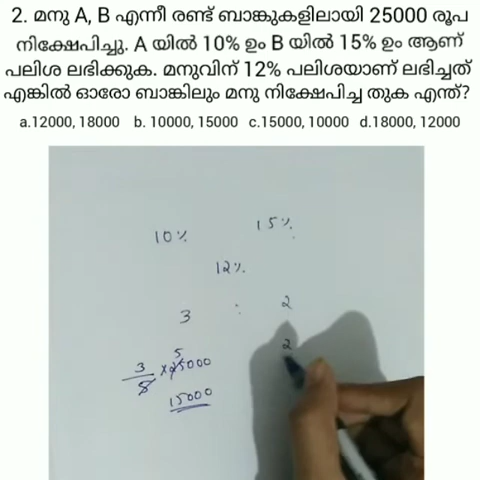 2. മനു A, B എന്നീ രണ്ട് ബാങ്കുകളിലായി 25000 രൂപ
നിക്ഷേപിച്ചു. A യിൽ 10% ഉം B യിൽ 15% ഉം ആണ്
പലിശ ലഭിക്കുക. മനുവിന് 12% പലിശയാണ് ലഭിച്ചത്
എങ്കിൽ ഓരോ ബാങ്കിലും മനു നിക്ഷേപിച്ച തുക എന്ത്?
a.12000, 18000 b. 10000, 15000 c.15000, 10000 d.18000, 12000
10% 15%
12%
3 : 2
3/5 × 25000 5 2
15000